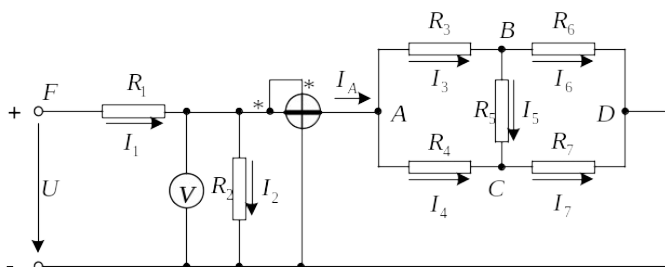 R3 B R6
R1 * IA I3 I6
+ F * A R5 I5 D
I1 R4 R7
U V R2 I2 C
I4 I7
-